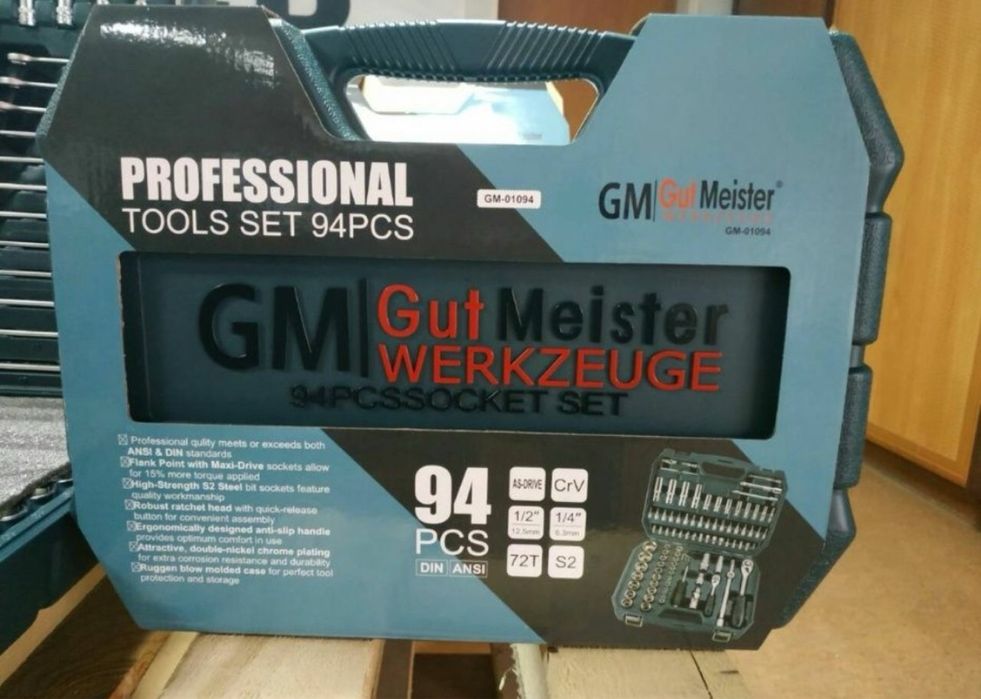 PROFESSIONAL
TOOLS SET 94PCS
GM-01094
GM Gut Meister®
WERKZEUGE
GM-01094
GM Gut Meister
WERKZEUGE
94PCSSOCKET SET
Professional qulity meets or exceeds both
ANSI & DIN standards
Flank Point with Maxi-Drive sockets allow
for 15% more torque applied
High-Strength S2 Steel bit sockets feature
quality workmanship
Robust ratchet head with quick-release
button for convenient assembly
Ergonomically designed anti-slip handle
provides optimum comfort in use
Attractive, double-nickel chrome plating
for extra corrosion resistance and durability
Ruggen blow molded case for perfect tool
protection and storage
94
PCS
DIN ANSI
AS-DRIVE CrV
1/2" 1/4"
12.5mm 6.3mm
72T S2